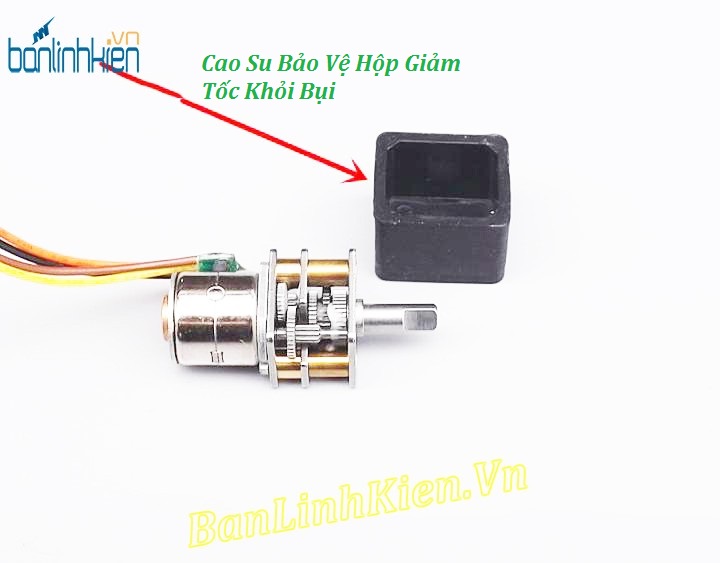 banlinhkien.vn
Cao Su Bảo Vệ Hộp Giảm
Tốc Khỏi Bụi
BanLinhKien.Vn